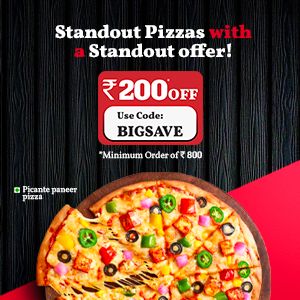 Standout Pizzas with
a Standout offer!
₹200* OFF
Use Code:
BIGSAVE
*Minimum Order of ₹ 800
Picante paneer
pizza